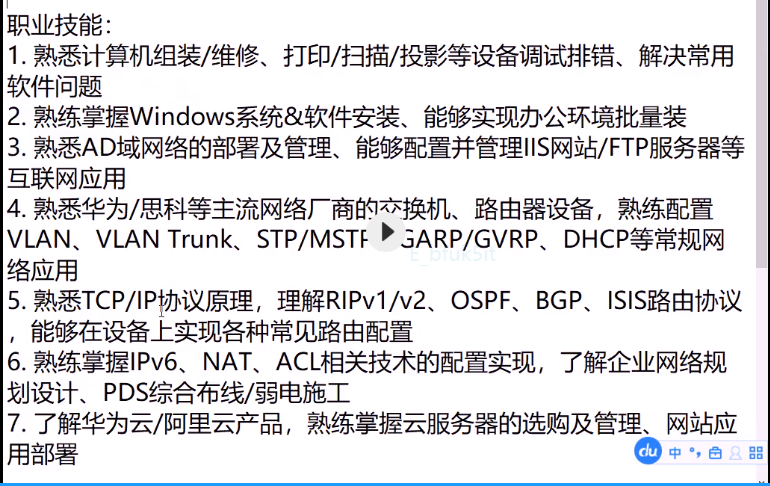 职业技能：
1. 熟悉计算机组装/维修、打印/扫描/投影等设备调试排错、解决常用
软件问题
2. 熟练掌握Windows系统&软件安装、能够实现办公环境批量装
3. 熟悉AD域网络的部署及管理、能够配置并管理IIS网站/FTP服务器等
互联网应用
4. 熟悉华为/思科等主流网络厂商的交换机、路由器设备，熟练配置
VLAN、VLAN Trunk、STP/MSTP、GARP/GVRP、DHCP等常规网
络应用
5. 熟悉TCP/IP协议原理，理解RIPv1/v2、OSPF、BGP、ISIS路由协议
，能够在设备上实现各种常见路由配置
6. 熟练掌握IPv6、NAT、ACL相关技术的配置实现，了解企业网络规
划设计、PDS综合布线/弱电施工
7. 了解华为云/阿里云产品，熟练掌握云服务器的选购及管理、网站应
用部署
du 中